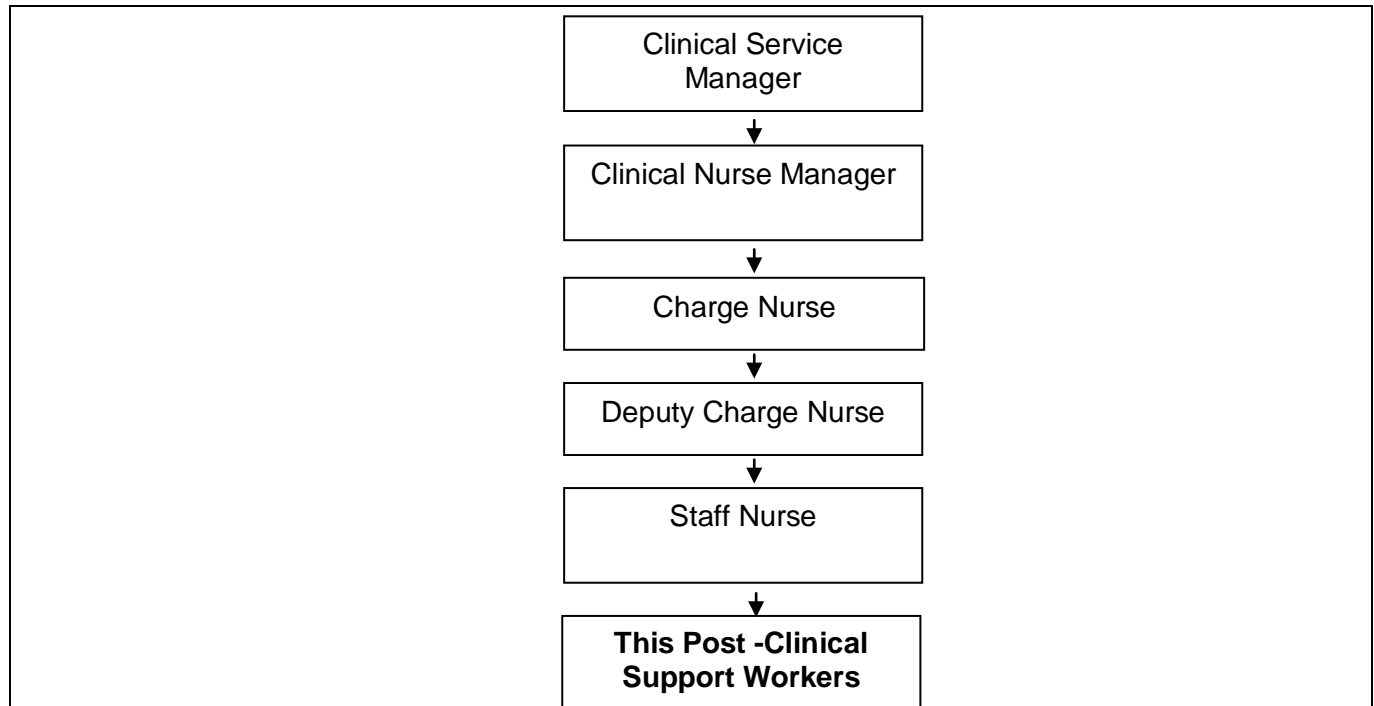 Clinical Service
Manager
Clinical Nurse Manager
Charge Nurse
Deputy Charge Nurse
Staff Nurse
This Post -Clinical
Support Workers